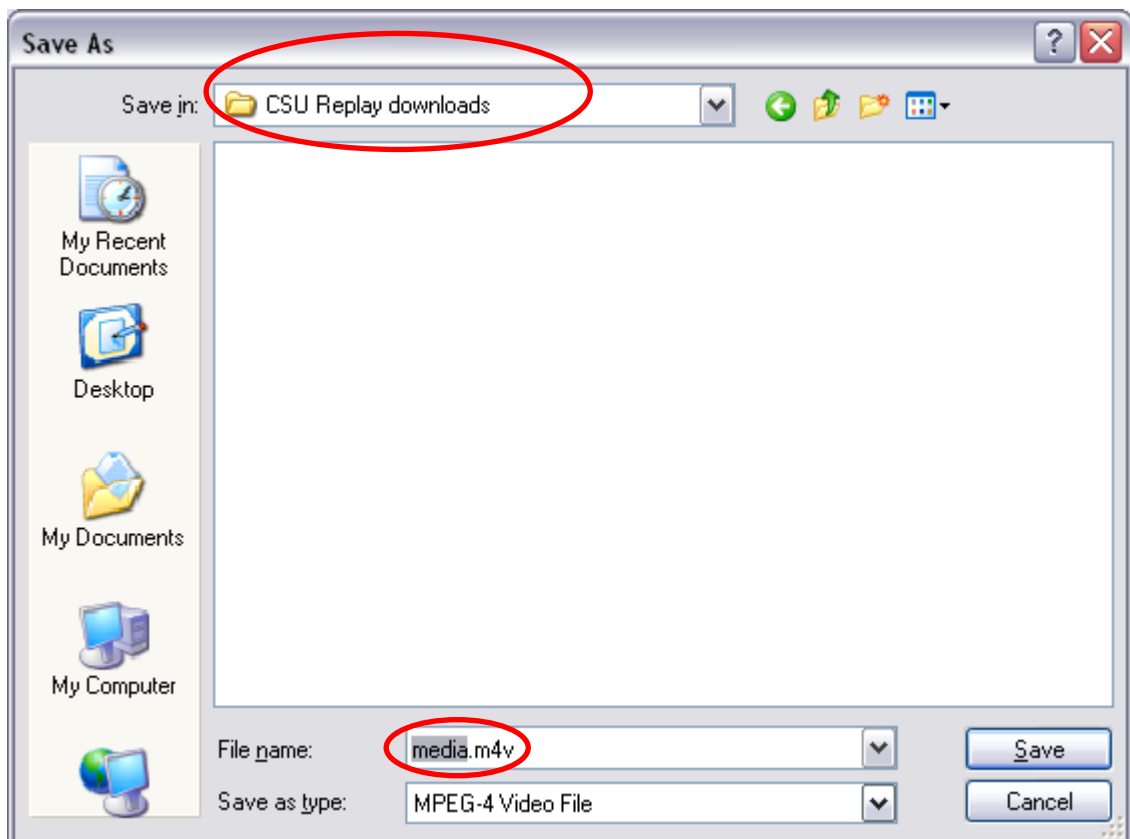 Save As
Save in: CSU Replay downloads
My Recent
Documents
Desktop
My Documents
My Computer
File name: media.m4v Save
Save as type: MPEG-4 Video File Cancel